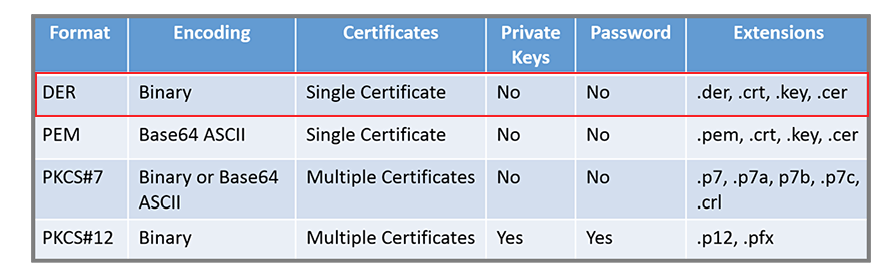 Format Encoding Certificates Private Keys Password Extensions
DER Binary Single Certificate No No .der, .crt, .key, .cer
PEM Base64 ASCII Single Certificate No No .pem, .crt, .key, .cer
PKCS#7 Binary or Base64 ASCII Multiple Certificates No No .p7, .p7a, p7b, .p7c, .crl
PKCS#12 Binary Multiple Certificates Yes Yes .p12, .pfx